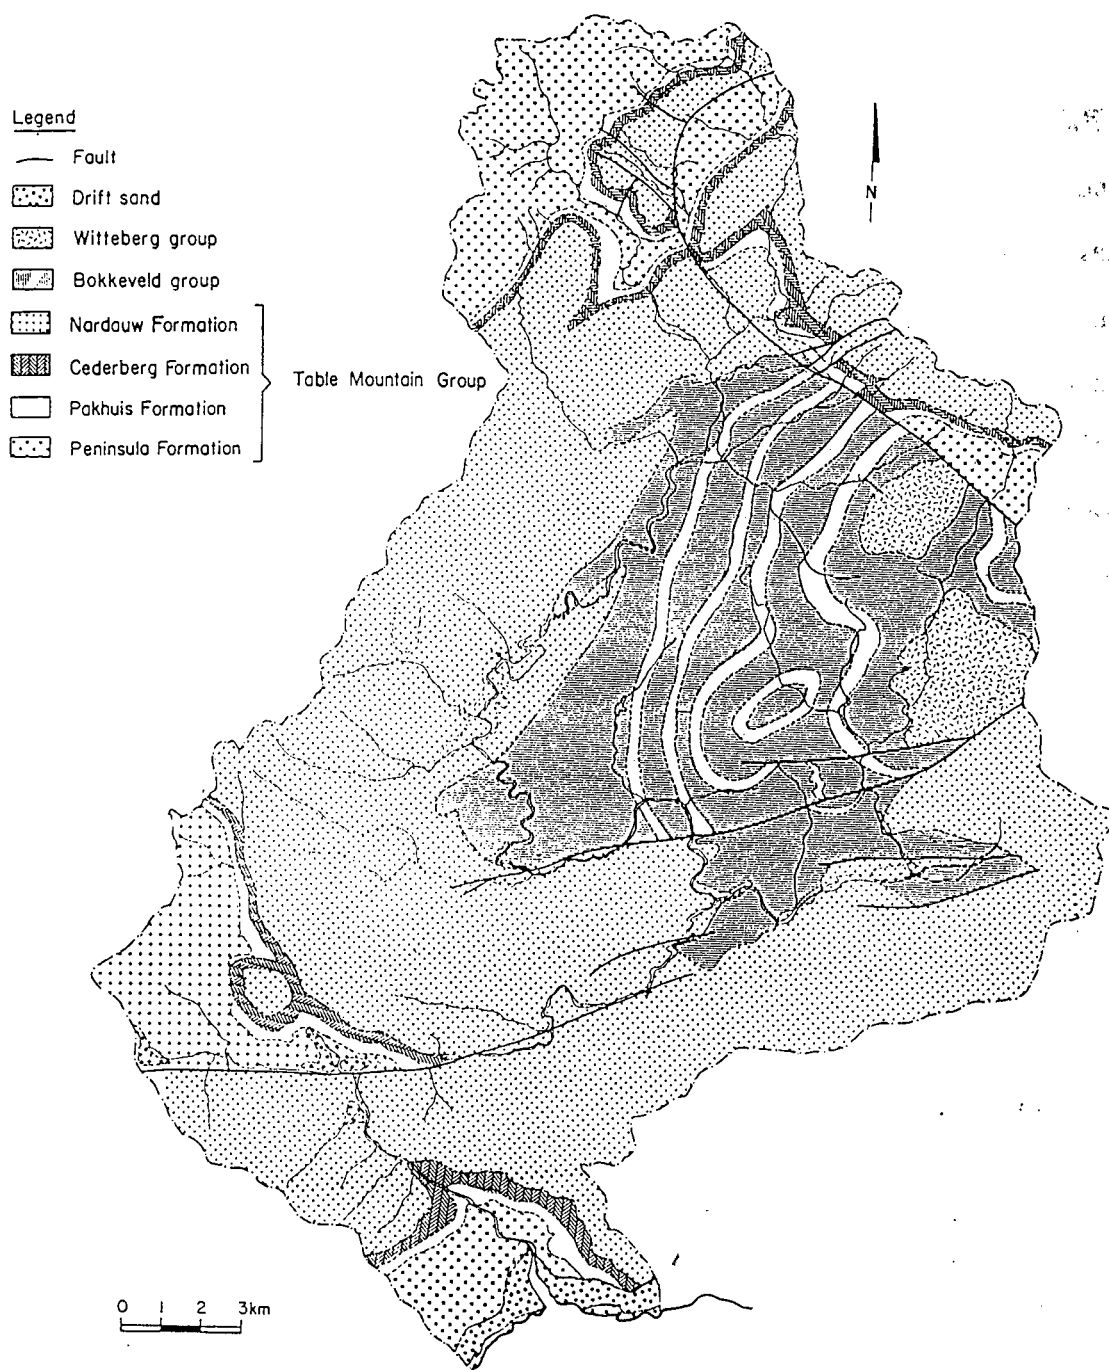 Legend
Fault
Drift sand
Witteberg group
Bokkeveld group
Nardauw Formation
Cederberg Formation
Pakhuis Formation
Peninsula Formation
Table Mountain Group
N
0 1 2 3km